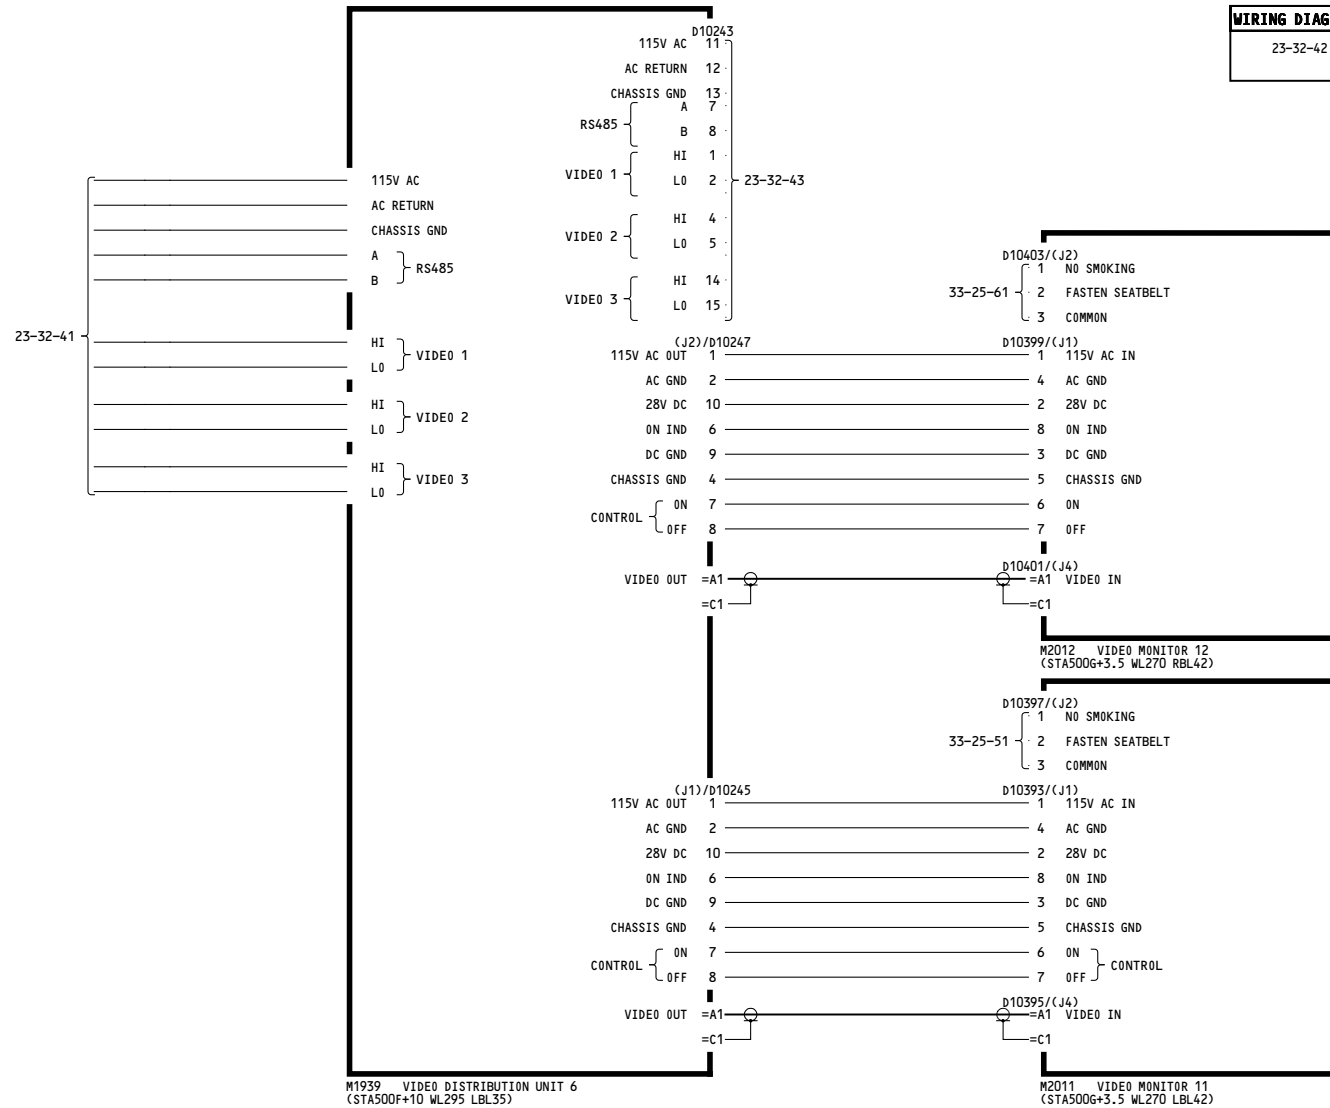 WIRING DIAG
23-32-42
D10243
115V AC 11
AC RETURN 12
CHASSIS GND 13
A 7
RS485
B 8
HI 1
VIDEO 1
LO 2
23-32-43
HI 4
VIDEO 2
LO 5
HI 14
VIDEO 3
LO 15
115V AC
AC RETURN
CHASSIS GND
A
RS485
B
23-32-41
HI
VIDEO 1
LO
HI
VIDEO 2
LO
HI
VIDEO 3
LO
D10403/(J2)
1 NO SMOKING
33-25-61 2 FASTEN SEATBELT
3 COMMON
(J2)/D10247 D10399/(J1)
115V AC OUT 1 1 115V AC IN
AC GND 2 4 AC GND
28V DC 10 2 28V DC
ON IND 6 8 ON IND
DC GND 9 3 DC GND
CHASSIS GND 4 5 CHASSIS GND
ON 7 6 ON
CONTROL
OFF 8 7 OFF
D10401/(J4)
VIDEO OUT =A1 =A1 VIDEO IN
=C1 =C1
M2012 VIDEO MONITOR 12
(STA500G+3.5 WL270 RBL42)
D10397/(J2)
1 NO SMOKING
33-25-51 2 FASTEN SEATBELT
3 COMMON
(J1)/D10245 D10393/(J1)
115V AC OUT 1 1 115V AC IN
AC GND 2 4 AC GND
28V DC 10 2 28V DC
ON IND 6 8 ON IND
DC GND 9 3 DC GND
CHASSIS GND 4 5 CHASSIS GND
ON 7 6 ON
CONTROL CONTROL
OFF 8 7 OFF
D10395/(J4)
VIDEO OUT =A1 =A1 VIDEO IN
=C1 =C1
M1939 VIDEO DISTRIBUTION UNIT 6
(STA500F+10 WL295 LBL35)
M2011 VIDEO MONITOR 11
(STA500G+3.5 WL270 LBL42)